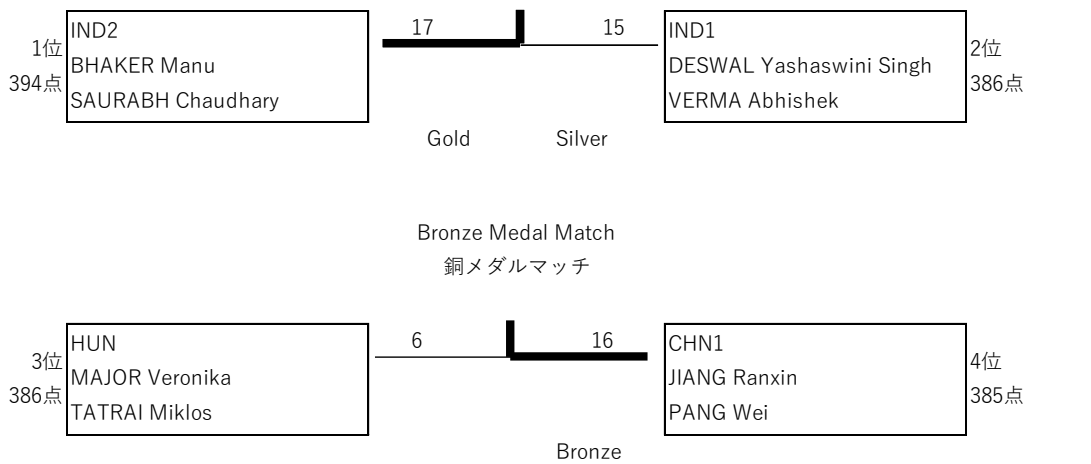 IND2
BHAKER Manu
SAURABH Chaudhary
1位
394点
17
15
IND1
DESWAL Yashaswini Singh
VERMA Abhishek
2位
386点
Gold
Silver
Bronze Medal Match
銅メダルマッチ
HUN
MAJOR Veronika
TATRAI Miklos
3位
386点
6
16
CHN1
JIANG Ranxin
PANG Wei
4位
385点
Bronze